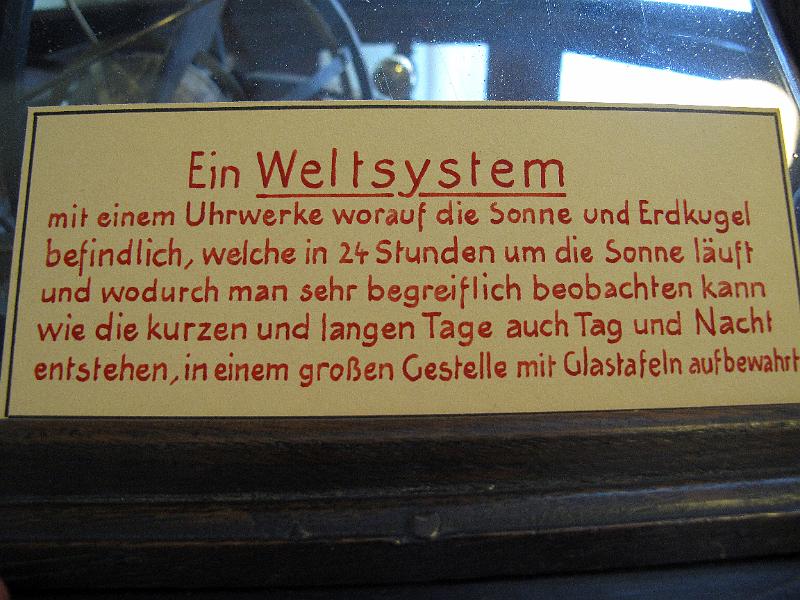 Ein Weltsystem
mit einem Uhrwerke worauf die Sonne und Erdkugel
befindlich, welche in 24 Stunden um die Sonne läuft
und wodurch man sehr begreiflich beobachten kann
wie die kurzen und langen Tage auch Tag und Nacht
entstehen, in einem großen Gestelle mit Glastafeln aufbewahrt